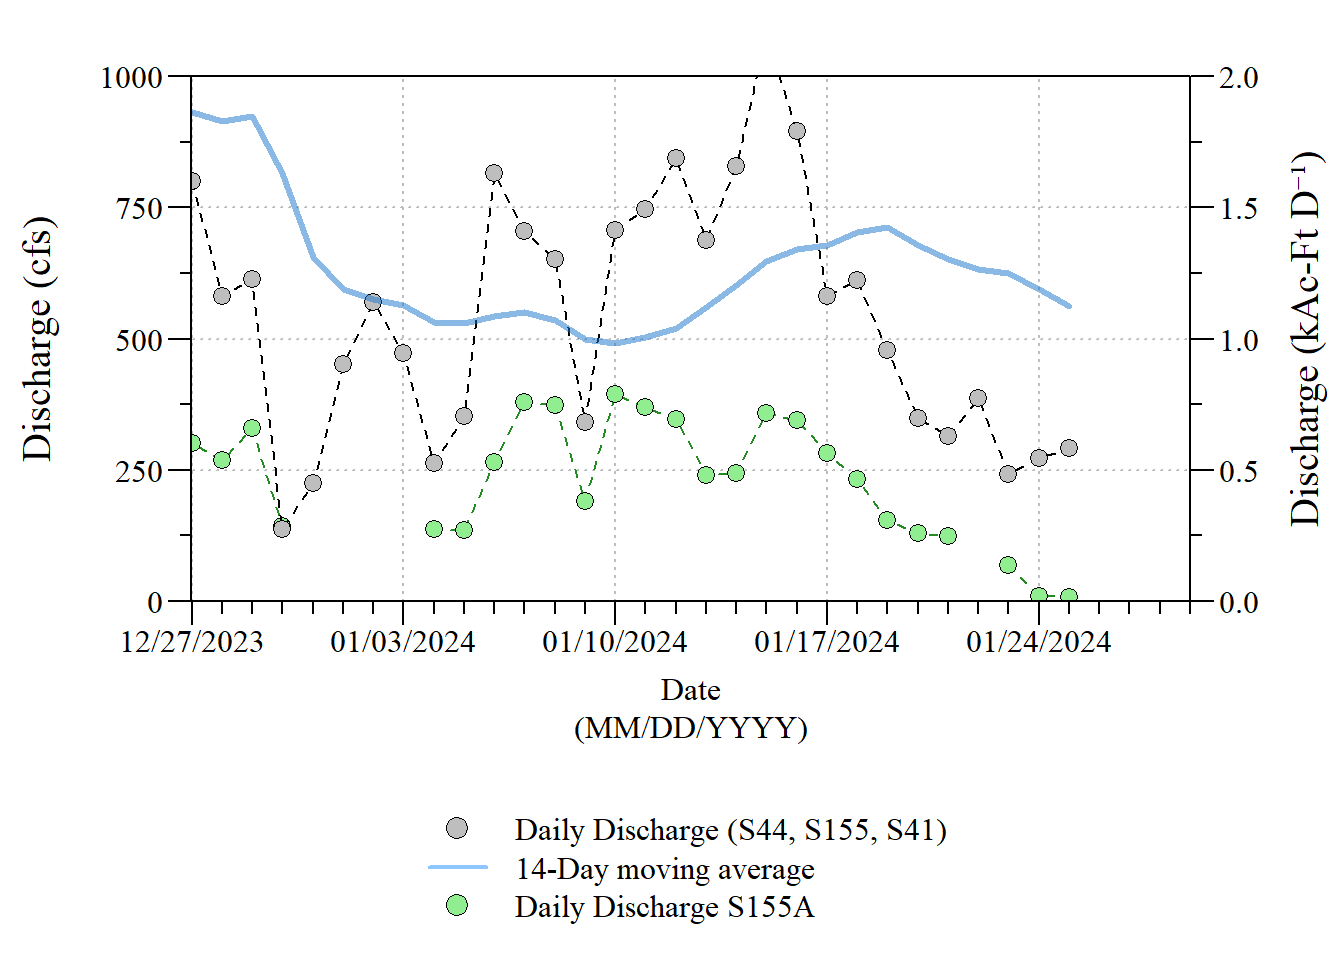 1000
750
500
250
0
Discharge (cfs)
2.0
1.5
1.0
0.5
0.0
Discharge (kAc-Ft D⁻¹)
12/27/2023
01/03/2024
01/10/2024
01/17/2024
01/24/2024
Date
(MM/DD/YYYY)
Daily Discharge (S44, S155, S41)
14-Day moving average
Daily Discharge S155A